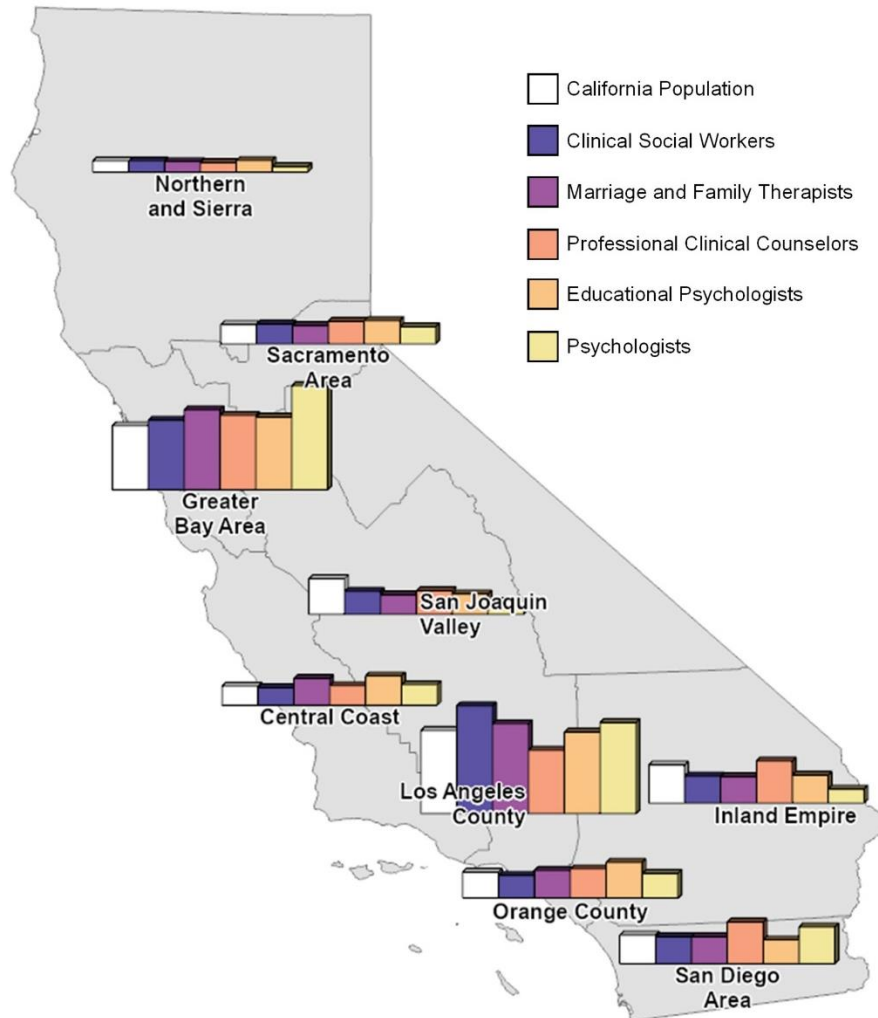 California Population
Clinical Social Workers
Marriage and Family Therapists
Professional Clinical Counselors
Educational Psychologists
Psychologists
Northern
and Sierra
Sacramento
Area
Greater
Bay Area
San Joaquin
Valley
Central Coast
Los Angeles
County
Inland Empire
Orange County
San Diego
Area